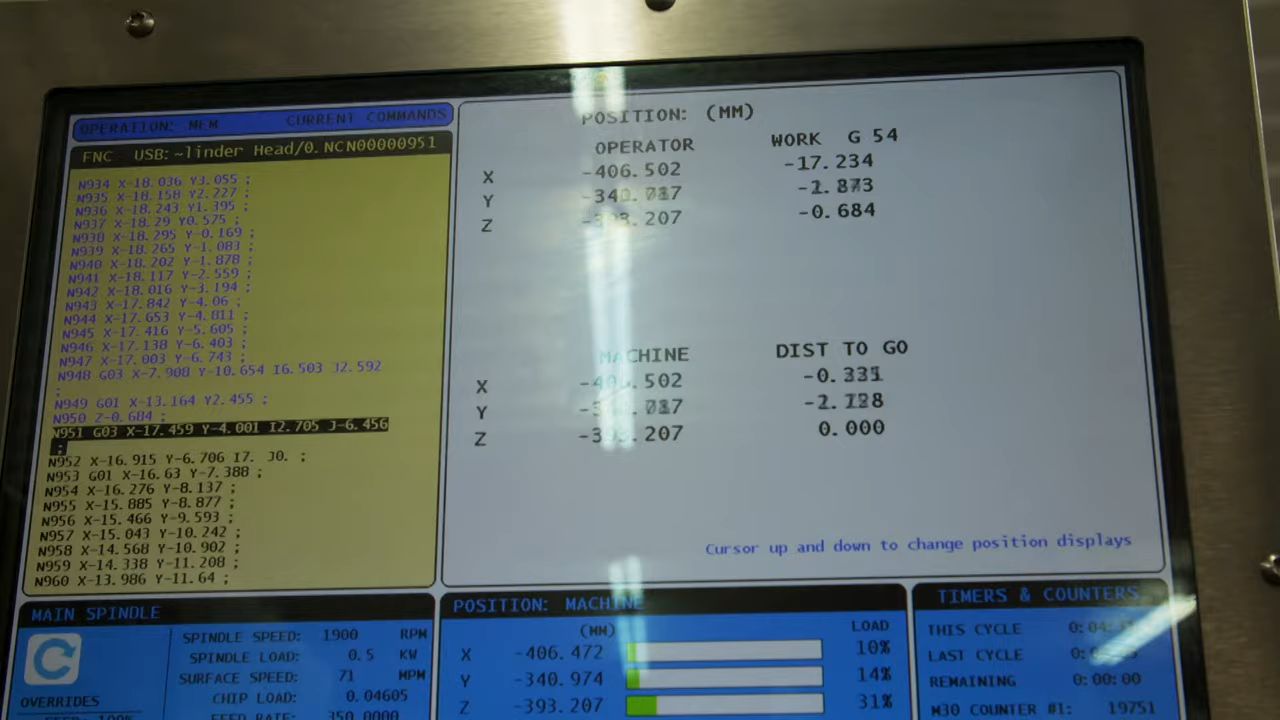 OPERATION: MEM CURRENT COMMANDS
FNC USB:~linder Head/0.NC N00000951
N934 X-18.036 Y3.055 ;
N935 X-18.158 Y2.227 ;
N936 X-18.243 Y1.395 ;
N937 X-18.29 Y0.575 ;
N938 X-18.295 Y-0.169 ;
N939 X-18.265 Y-1.083 ;
N940 X-18.202 Y-1.878 ;
N941 X-18.117 Y-2.559 ;
N942 X-18.016 Y-3.194 ;
N943 X-17.842 Y-4.06 ;
N944 X-17.653 Y-4.811 ;
N945 X-17.416 Y-5.605 ;
N946 X-17.138 Y-6.403 ;
N947 X-17.003 Y-6.743 ;
N948 G03 X-7.908 Y-10.654 I6.503 J2.592
;
N949 G01 X-13.164 Y2.455 ;
N950 Z-0.684 ;
N951 G03 X-17.459 Y-4.001 I2.705 J-6.456
;
N952 X-16.915 Y-6.706 I7. J0. ;
N953 G01 X-16.63 Y-7.388 ;
N954 X-16.276 Y-8.137 ;
N955 X-15.885 Y-8.877 ;
N956 X-15.466 Y-9.593 ;
N957 X-15.043 Y-10.242 ;
N958 X-14.568 Y-10.902 ;
N959 X-14.338 Y-11.208 ;
N960 X-13.986 Y-11.64 ;
POSITION: (MM)
OPERATOR WORK G 54
X -406.502 -17.234
Y
Z -393.207 -0.684
MACHINE DIST TO GO
X -406.502
Y
Z -393.207 0.000
Cursor up and down to change position displays
MAIN SPINDLE
SPINDLE SPEED: 1900 RPM
SPINDLE LOAD: 0.5 KW
SURFACE SPEED: 71 MPM
CHIP LOAD: 0.04605
FEED RATE: 350.0000
OVERRIDES
FEED: 100%
POSITION: MACHINE
(MM) LOAD
X -406.472 10%
Y -340.974 14%
Z -393.207 31%
TIMERS & COUNTERS
THIS CYCLE
LAST CYCLE
REMAINING 0:00:00
M30 COUNTER #1: 19751